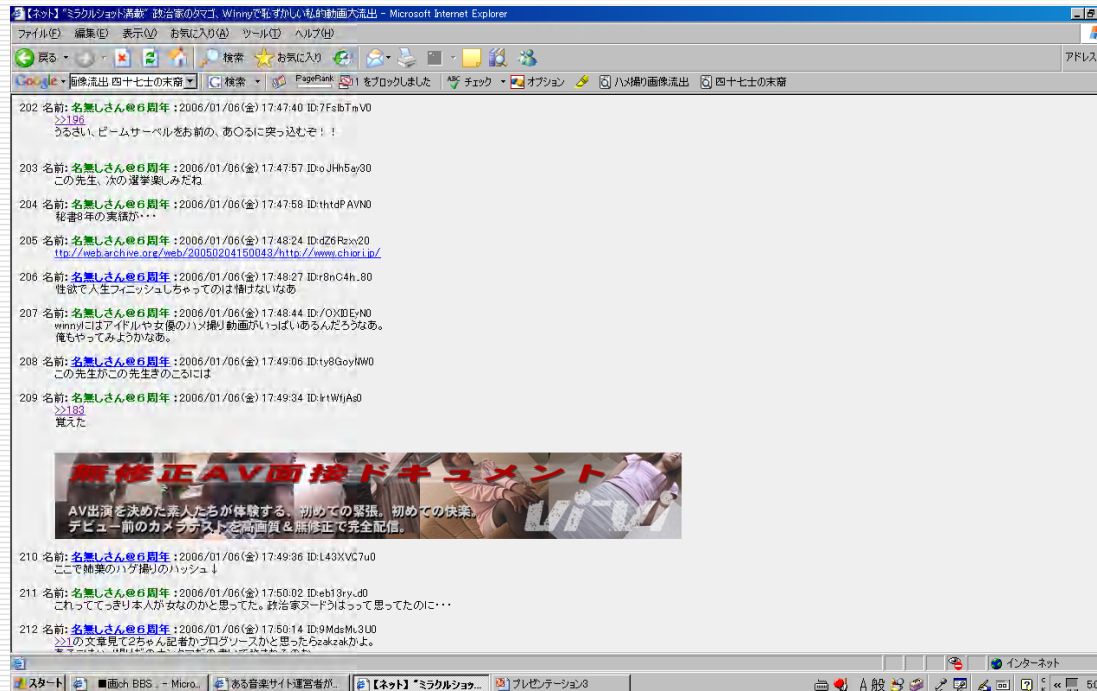 【ネット】“ミラクルショット満載” 政治家のタマゴ、Winnyで恥ずかしい私的動画大流出 - Microsoft Internet Explorer
ファイル(F) 編集(E) 表示(V) お気に入り(A) ツール(T) ヘルプ(H)
戻る 検索 お気に入り アドレス
Google 画像流出 四十七士の末裔 検索 PageRank 1 をブロックしました チェック オプション ハメ撮り画像流出 四十七士の末裔
202 名前: 名無しさん@6周年 : 2006/01/06(金) 17:47:40 ID:7FsIbTmV0
>>196
うるさい、ビームサーベルをお前の、あ○るに突っ込むぞ!!
203 名前: 名無しさん@6周年 : 2006/01/06(金) 17:47:57 ID:oJHh5ay30
この先生、次の選挙楽しみだね
204 名前: 名無しさん@6周年 : 2006/01/06(金) 17:47:58 ID:thtdPAVN0
秘書8年の実績が・・・
205 名前: 名無しさん@6周年 : 2006/01/06(金) 17:48:24 ID:dZ6Rzxv20
ttp://web.archive.org/web/20050204150043/http://www.chiori.jp/
206 名前: 名無しさん@6周年 : 2006/01/06(金) 17:48:27 ID:r8nC4h.80
性欲で人生フィニッシュしちゃってのは情けないなあ
207 名前: 名無しさん@6周年 : 2006/01/06(金) 17:48:44 ID:/OXIDEyN0
winnyにはアイドルや女優のハメ撮り動画がいっぱいあるんだろうなあ。
俺もやってみようかなあ。
208 名前: 名無しさん@6周年 : 2006/01/06(金) 17:49:06 ID:ty8GoyNW0
この先生がこの先生きのこるには
209 名前: 名無しさん@6周年 : 2006/01/06(金) 17:49:34 ID:lrtWfjAs0
>>183
覚えた
無修正AV面接ドキュメント
AV出演を決めた素人たちが体験する、初めての緊張。初めての快楽。
デビュー前のカメラテストを高画質&無修正で完全配信。
210 名前: 名無しさん@6周年 : 2006/01/06(金) 17:49:36 ID:L43XVG7u0
ここで姉葉のハゲ撮りのハッシュ↓
211 名前: 名無しさん@6周年 : 2006/01/06(金) 17:50:02 ID:eb13ry.d0
これっててっきり本人が女なのかと思ってた。政治家ヌードうはっって思ってたのに・・・
212 名前: 名無しさん@6周年 : 2006/01/06(金) 17:50:14 ID:9MdsMt3U0
>>1の文章見て2ちゃん記者かブログソースかと思ったらzakzakかよ。
インターネット
スタート ■画ch BBS . - Micro.. ある音楽サイト運営者が.. 【ネット】“ミラクルショッ... プレゼンテーション3 A 般